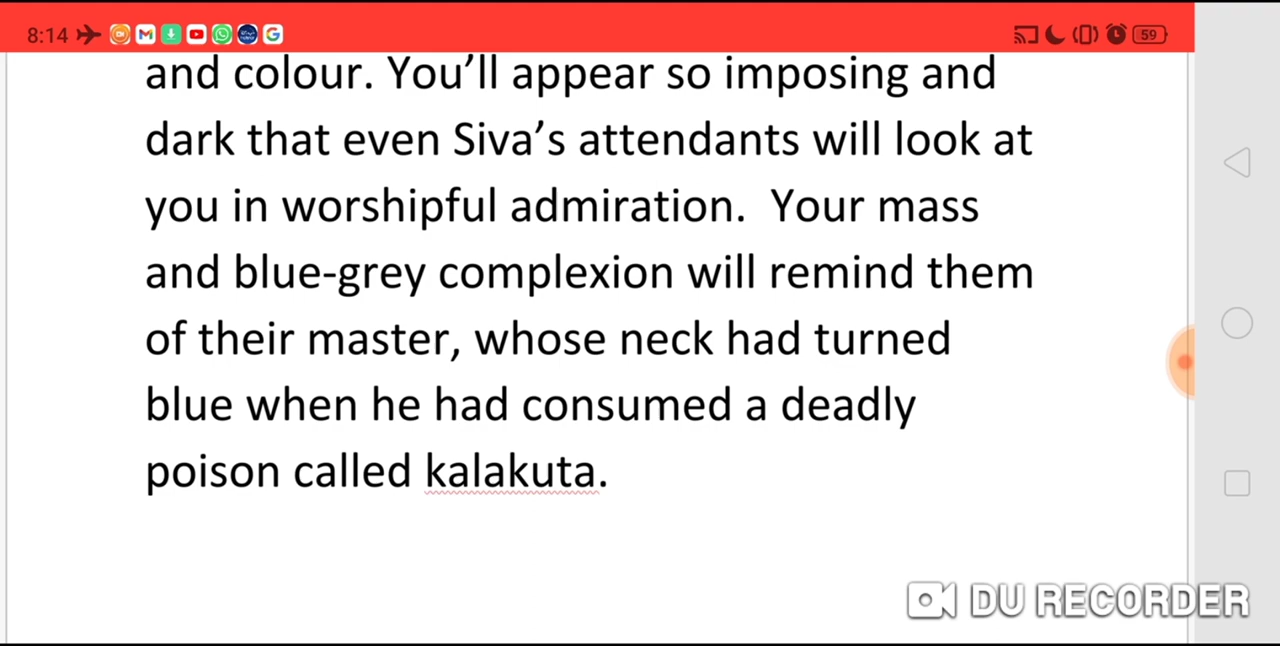 8:14
59
and colour. You’ll appear so imposing and
dark that even Siva’s attendants will look at
you in worshipful admiration.  Your mass
and blue-grey complexion will remind them
of their master, whose neck had turned
blue when he had consumed a deadly
poison called kalakuta.
DU RECORDER